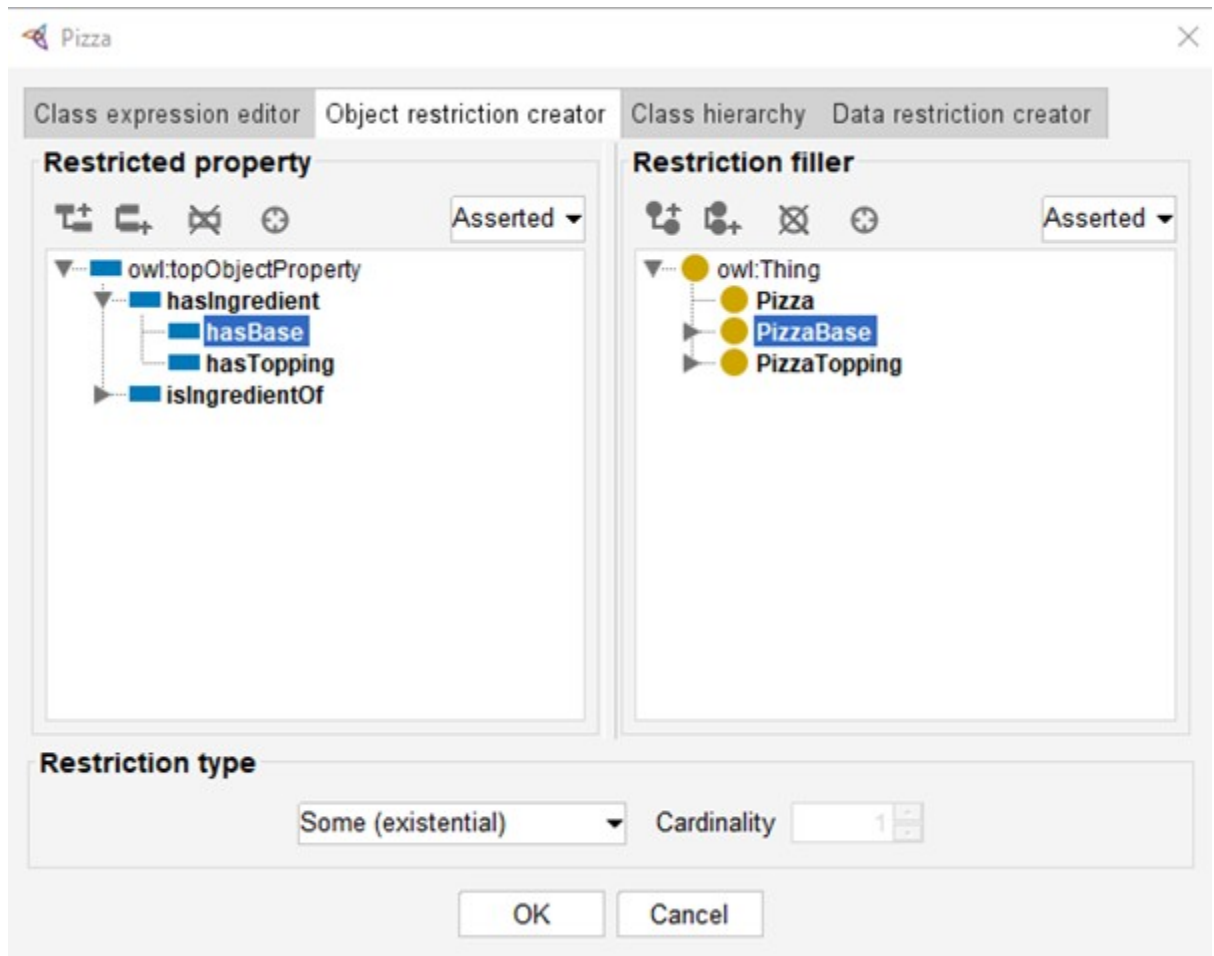 Pizza
Class expression editor Object restriction creator Class hierarchy Data restriction creator
Restricted property
Asserted
owl:topObjectProperty
hasIngredient
hasBase
hasTopping
isIngredientOf
Restriction filler
Asserted
owl:Thing
Pizza
PizzaBase
PizzaTopping
Restriction type
Some (existential) Cardinality 1
OK Cancel